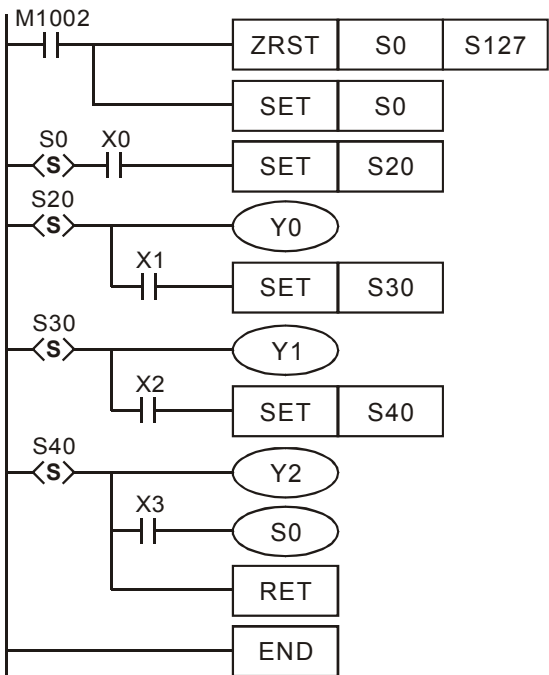 M1002
ZRST S0 S127
SET S0
S0 X0
S SET S20
S20
S Y0
X1
SET S30
S30
S Y1
X2
SET S40
S40
S Y2
X3
S0
RET
END